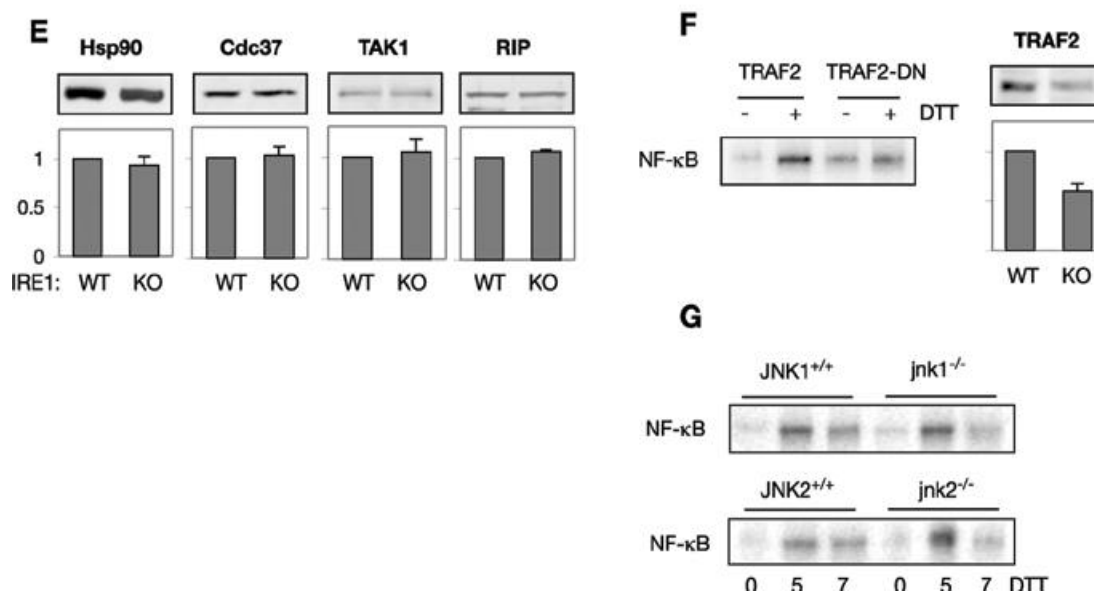 E
Hsp90 Cdc37 TAK1 RIP
1
0.5
0
IRE1: WT KO WT KO WT KO WT KO
F
TRAF2 TRAF2-DN
- + - + DTT
NF-κB
TRAF2
WT KO
G
JNK1+/+ jnk1-/-
NF-κB
JNK2+/+ jnk2-/-
NF-κB
0 5 7 0 5 7 DTT